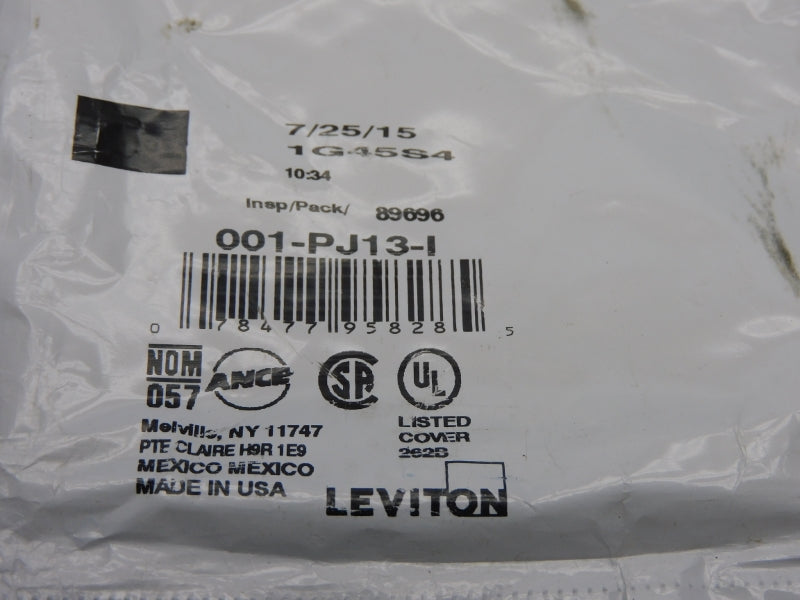 7/25/15
1G45S4
10:34
Insp/Pack/ 89696
001-PJ13-I
0 78477 95828 5
NOM
057
ANCE
SA
UL
LISTED
COVER
262B
Melville, NY 11747
PTE CLAIRE H9R 1E9
MEXICO MEXICO
MADE IN USA
LEVITON